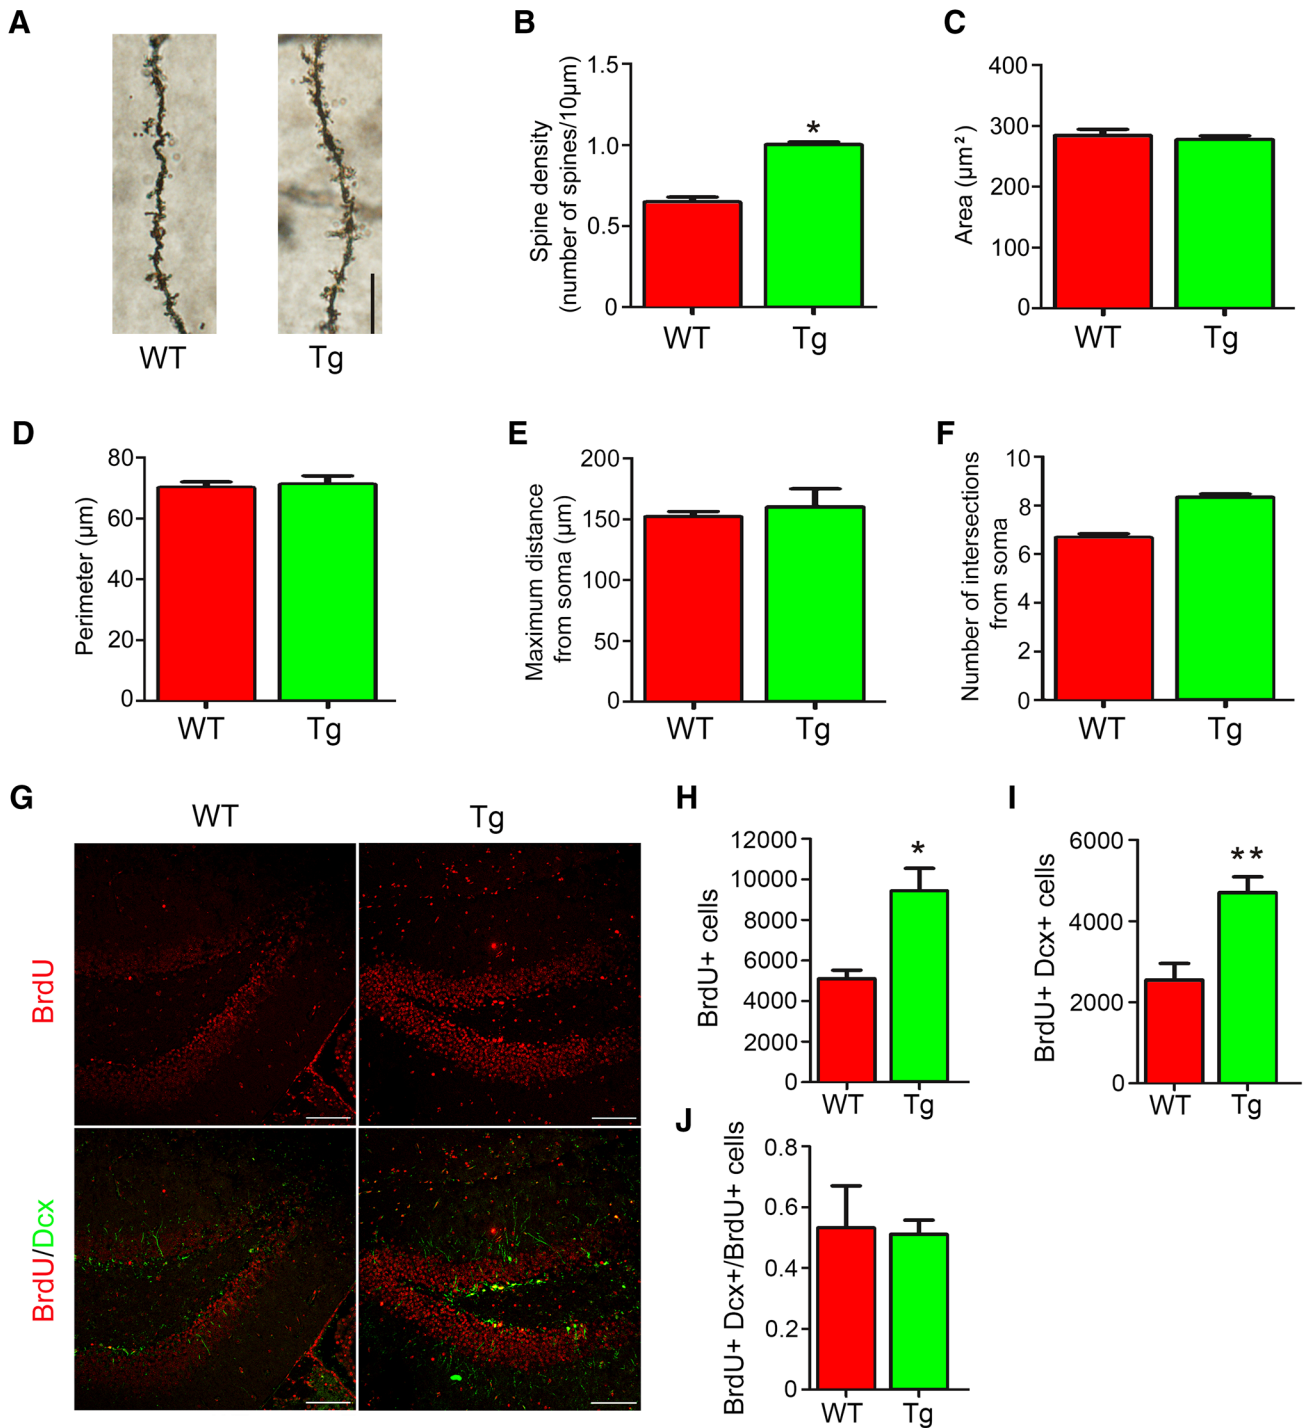 A
WT
Tg
B
Spine density
(number of spines/10μm)
1.5
1.0
0.5
0
*
WT
Tg
C
Area (μm²)
400
300
200
100
0
WT
Tg
D
Perimeter (μm)
80
60
40
20
0
WT
Tg
E
Maximum distance
from soma (μm)
200
150
100
50
0
WT
Tg
F
Number of intersections
from soma
10
8
6
4
2
0
WT
Tg
G
WT
Tg
BrdU
BrdU/Dcx
H
BrdU+ cells
12000
10000
8000
6000
4000
2000
0
*
WT
Tg
I
BrdU+ Dcx+ cells
6000
4000
2000
0
**
WT
Tg
J
BrdU+ Dcx+/BrdU+ cells
0.8
0.6
0.4
0.2
0
WT
Tg